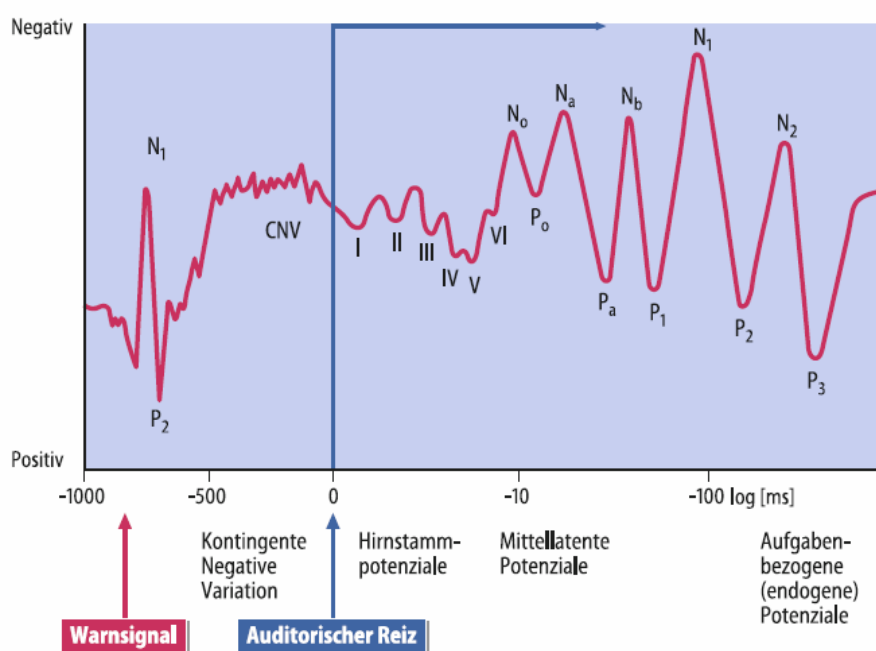 Negativ
N1
P2
CNV
I
II
III
IV
V
VI
No
Po
Na
Pa
Nb
P1
N1
P2
N2
P3
Positiv
-1000
-500
0
-10
-100 log [ms]
Kontingente
Negative
Variation
Hirnstamm-
potenziale
Mittellatente
Potenziale
Aufgaben-
bezogene
(endogene)
Potenziale
Warnsignal
Auditorischer Reiz